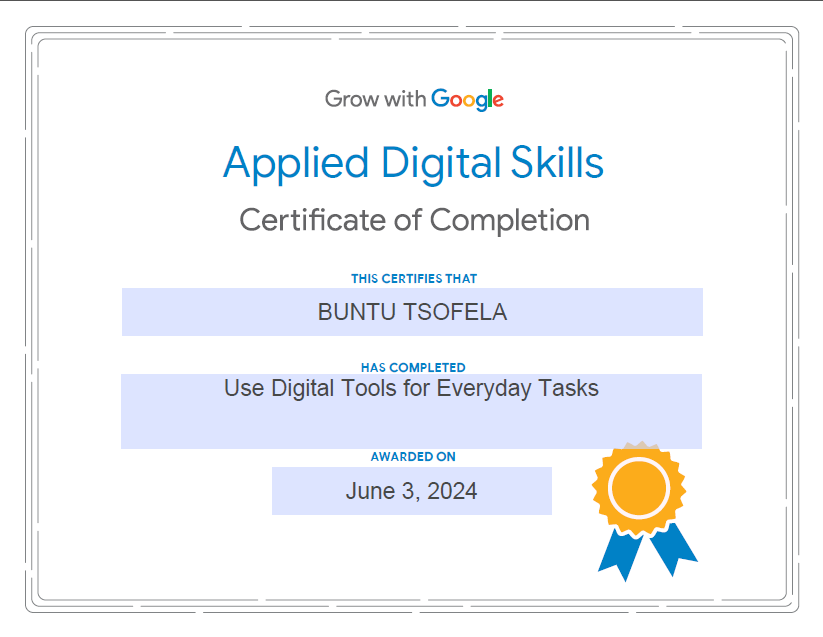 Grow with Google
Applied Digital Skills
Certificate of Completion
THIS CERTIFIES THAT
BUNTU TSOFELA
HAS COMPLETED
Use Digital Tools for Everyday Tasks
AWARDED ON
June 3, 2024